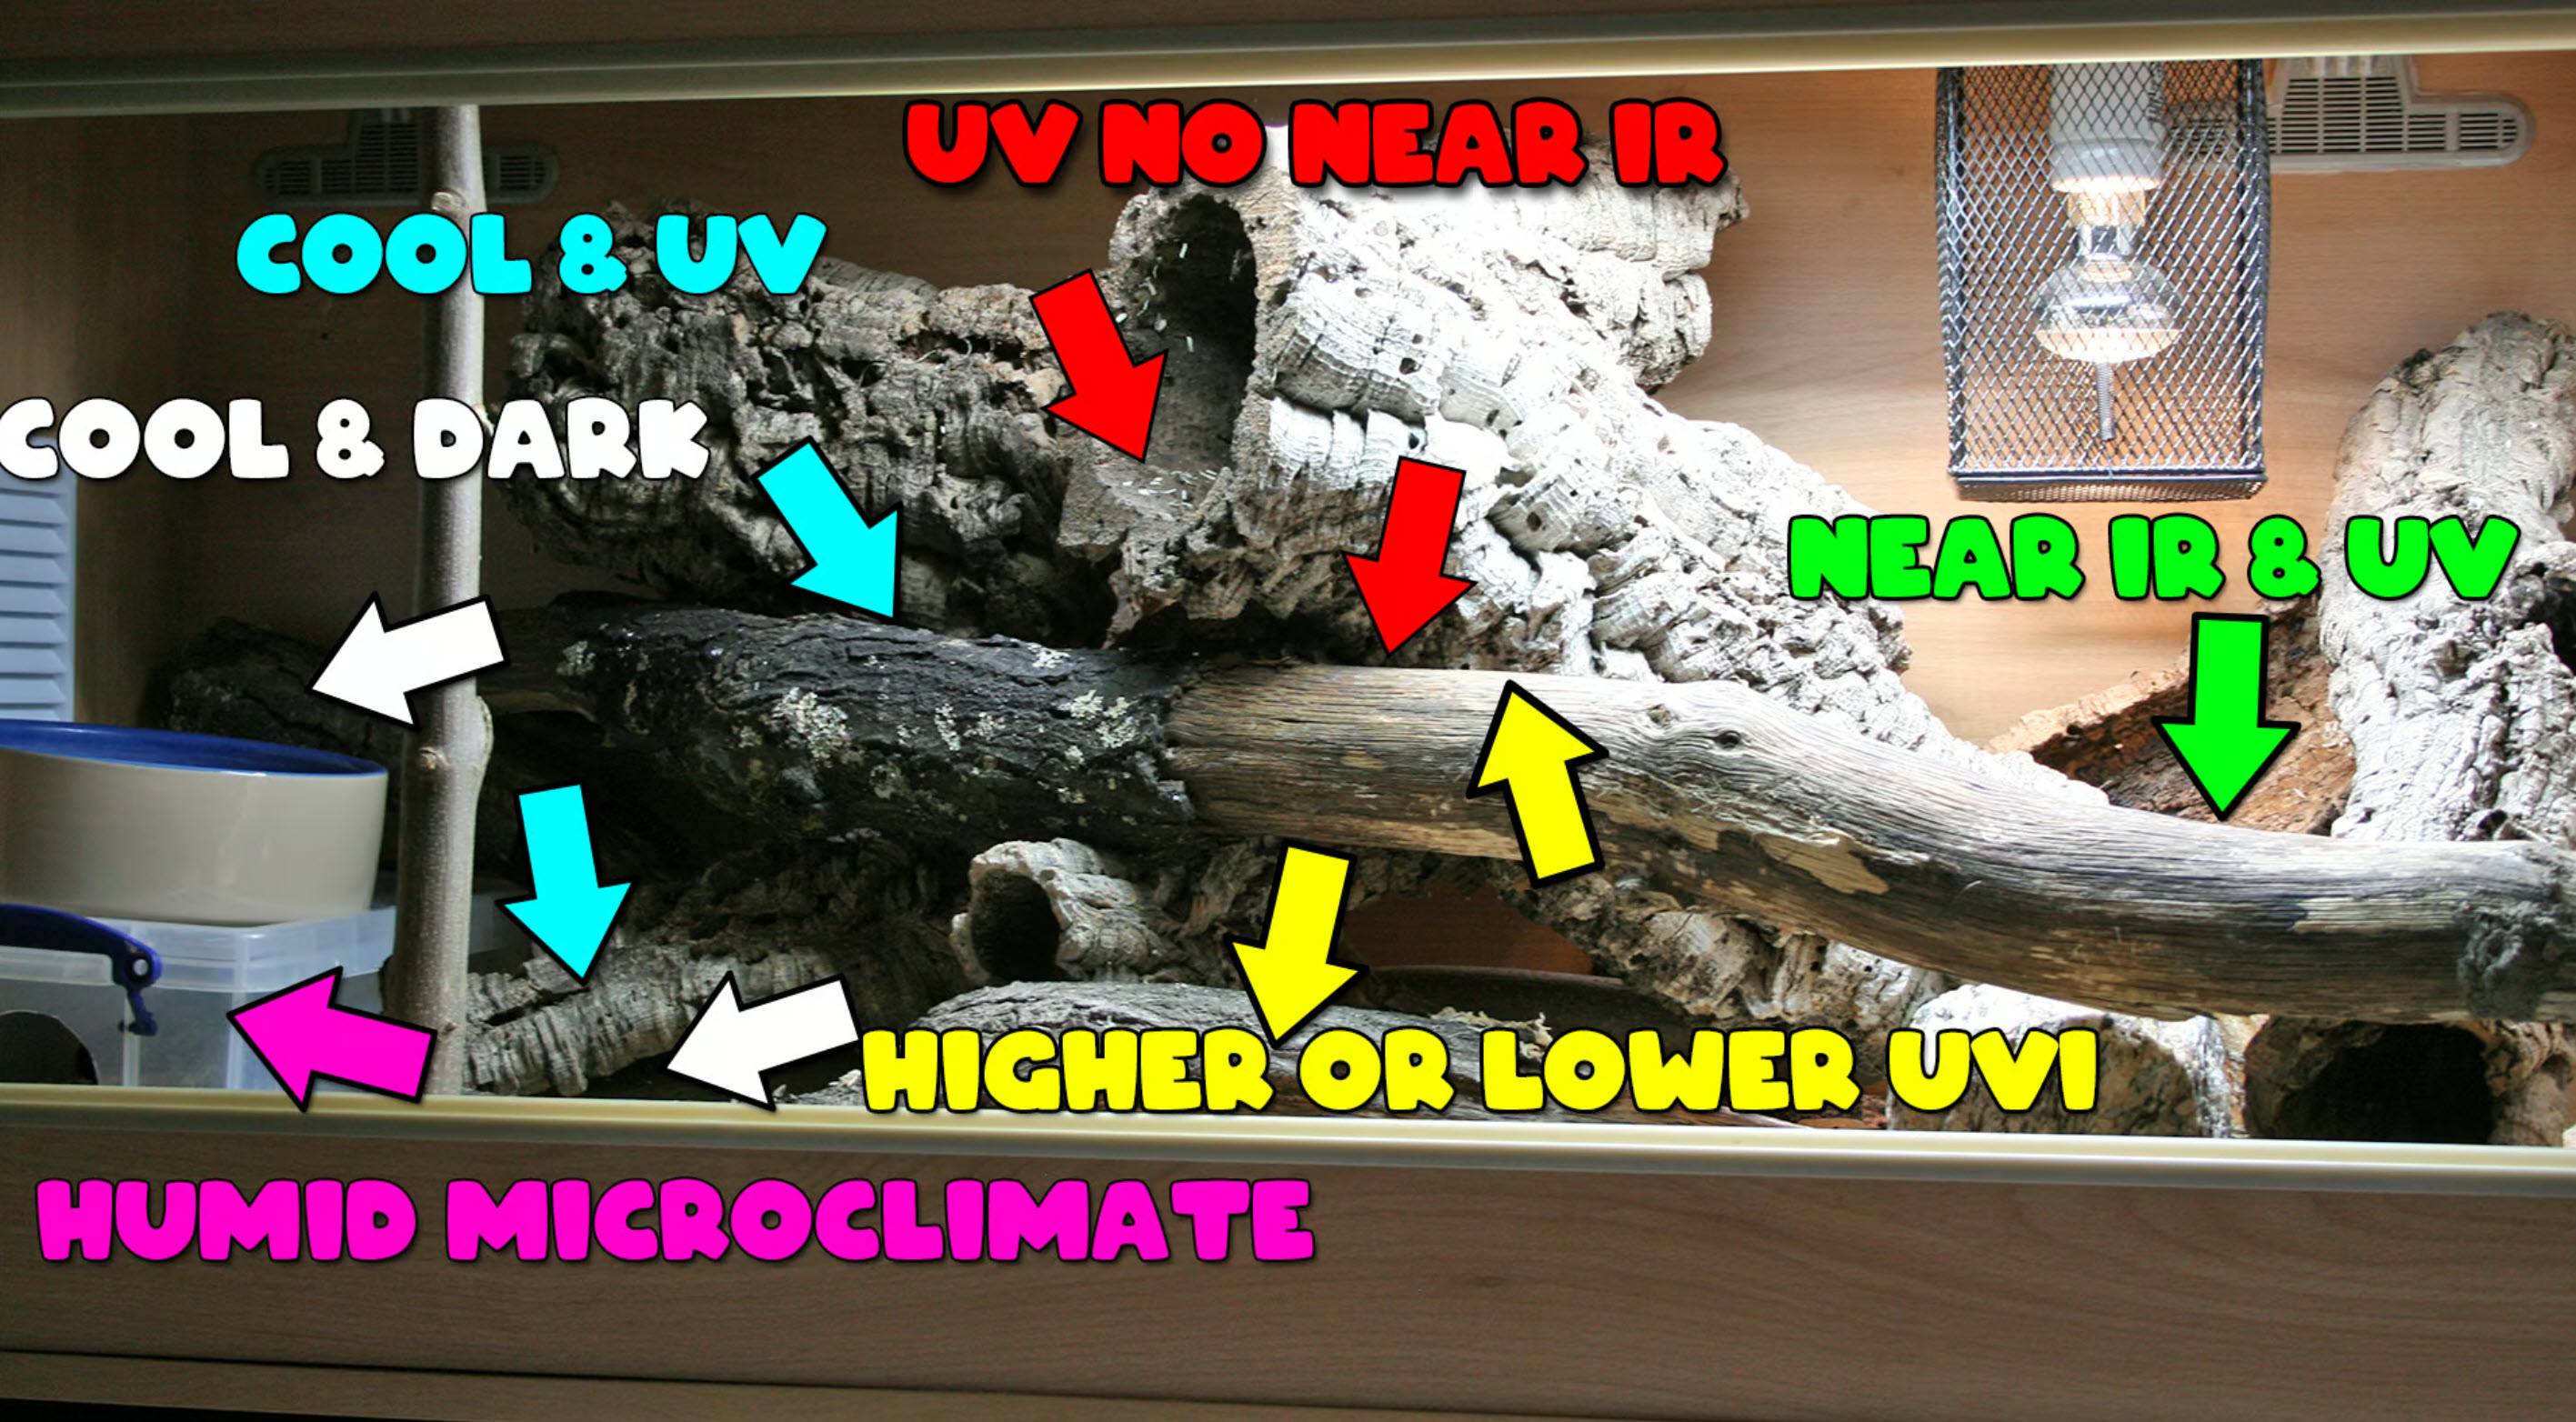 UV NO NEAR IR
COOL & UV
COOL & DARK
NEAR IR & UV
HIGHER OR LOWER UVI
HUMID MICROCLIMATE